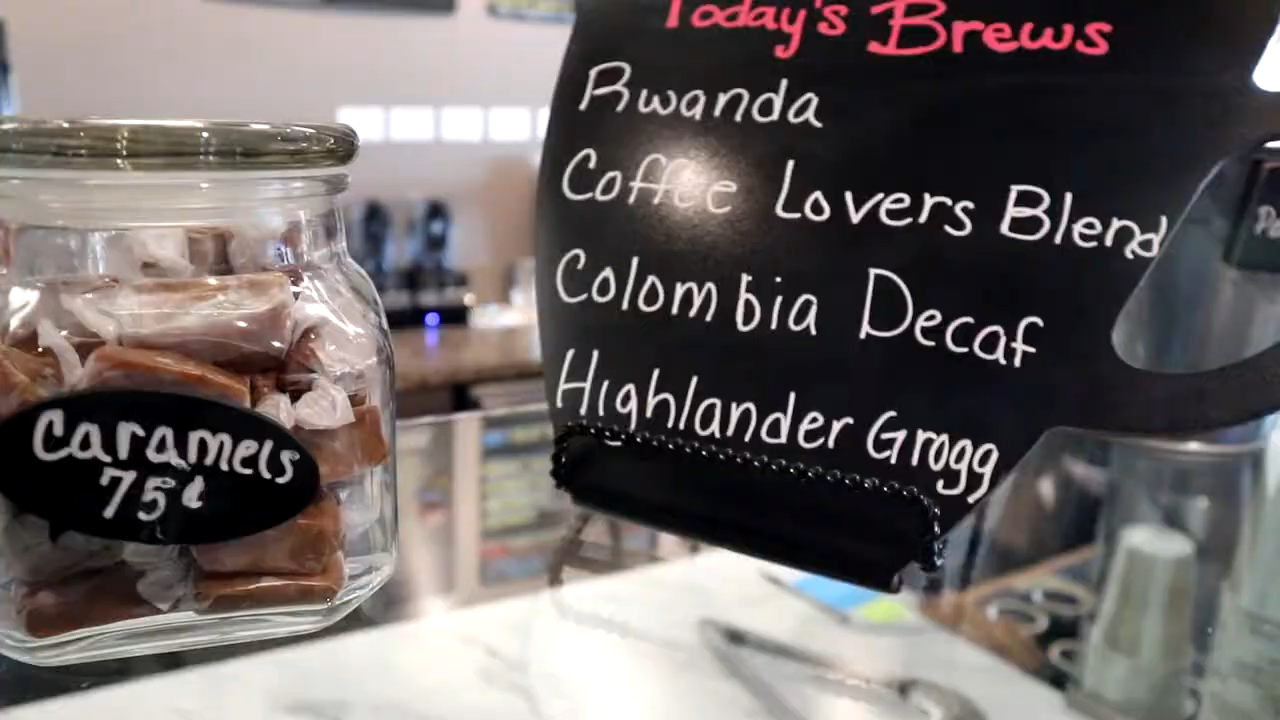 Today's Brews
Rwanda
Coffee Lovers Blend
Colombia Decaf
Highlander Grogg
Caramels
75¢